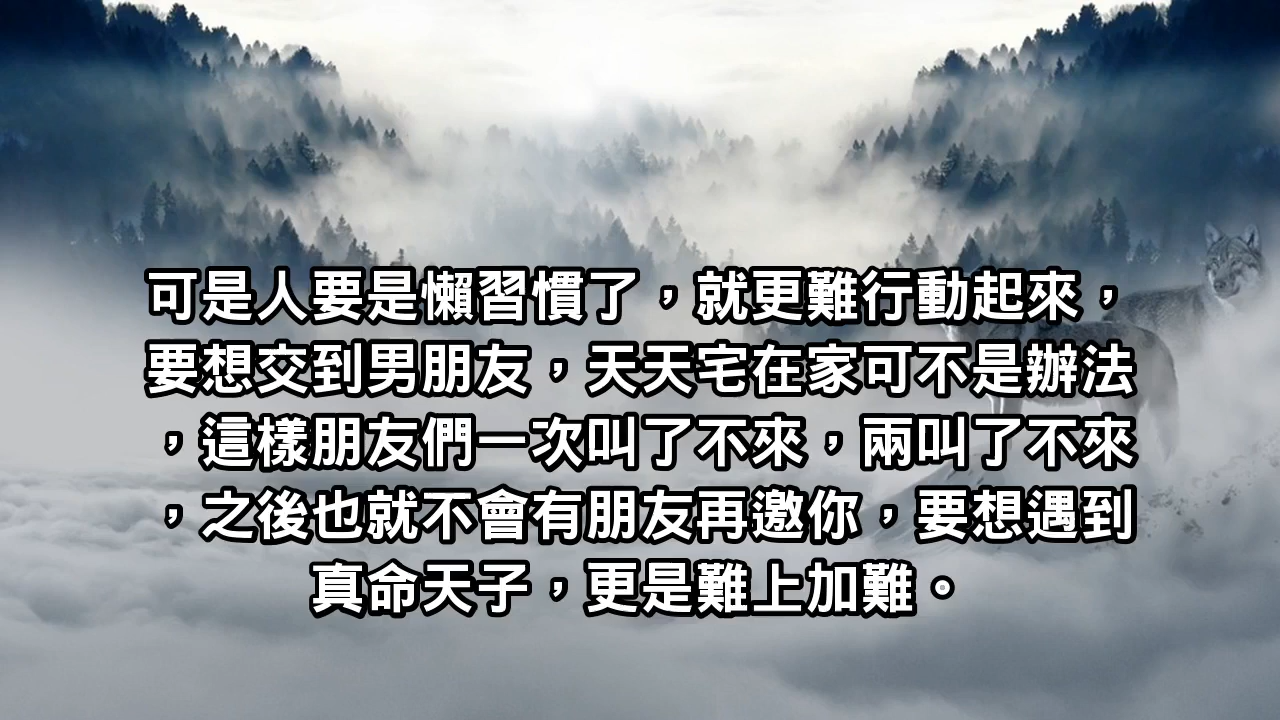 可是人要是懶習慣了，就更難行動起來，
要想交到男朋友，天天宅在家可不是辦法
，這樣朋友們一次叫了不來，兩叫了不來
，之後也就不會有朋友再邀你，要想遇到
真命天子，更是難上加難。